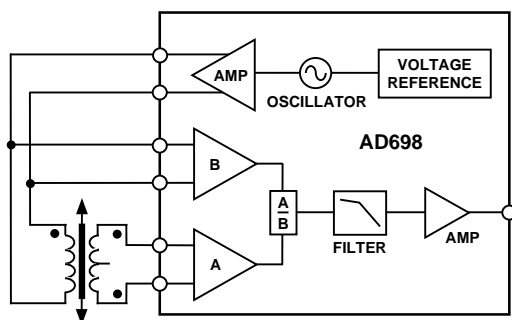 AMP
OSCILLATOR
VOLTAGE
REFERENCE
AD698
B
A
B
A
FILTER
AMP